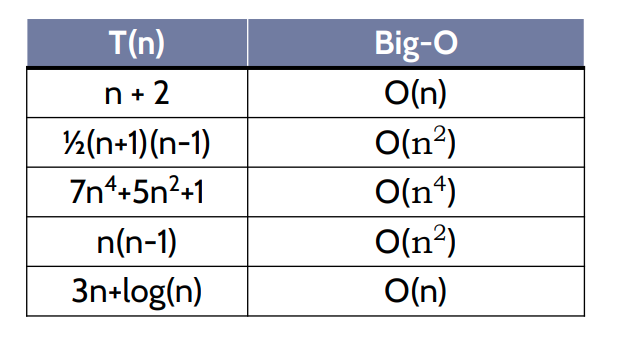 T(n) Big-O
n + 2 O(n)
½(n+1)(n-1) O(n²)
7n⁴+5n²+1 O(n⁴)
n(n-1) O(n²)
3n+log(n) O(n)